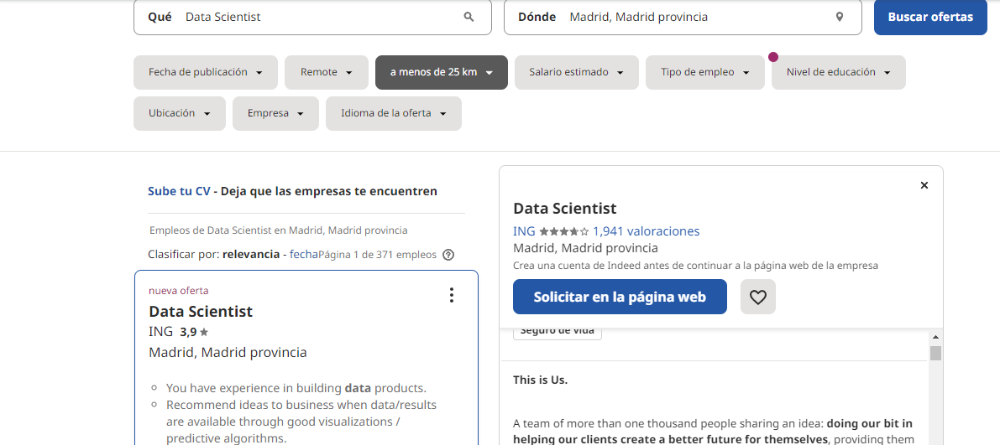 Qué Data Scientist
Dónde Madrid, Madrid provincia
Buscar ofertas
Fecha de publicación
Remote
a menos de 25 km
Salario estimado
Tipo de empleo
Nivel de educación
Ubicación
Empresa
Idioma de la oferta
Sube tu CV - Deja que las empresas te encuentren
Empleos de Data Scientist en Madrid, Madrid provincia
Clasificar por: relevancia - fechaPágina 1 de 371 empleos
nueva oferta
Data Scientist
ING 3,9
Madrid, Madrid provincia
You have experience in building data products.
Recommend ideas to business when data/results
are available through good visualizations /
predictive algorithms.
Data Scientist
ING 1,941 valoraciones
Madrid, Madrid provincia
Crea una cuenta de Indeed antes de continuar a la página web de la empresa
Solicitar en la página web
Seguro de vida
This is Us.
A team of more than one thousand people sharing an idea: doing our bit in
helping our clients create a better future for themselves, providing them